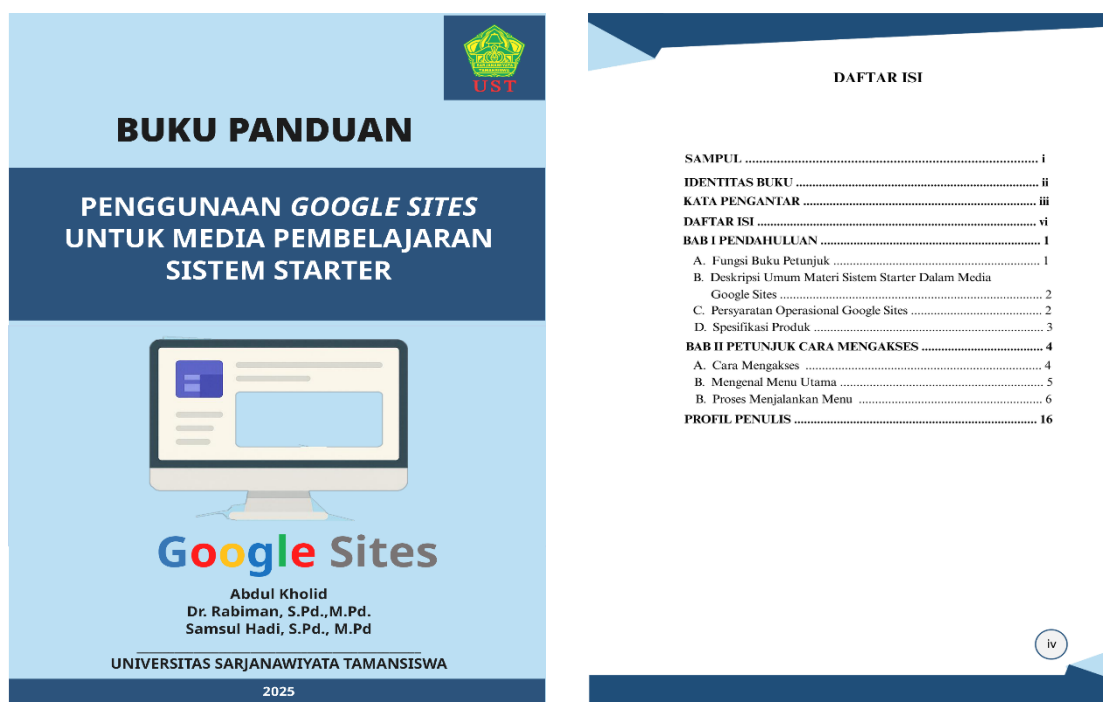 SARJANAWIYATA
TAMANSISWA
UST
BUKU PANDUAN
PENGGUNAAN GOOGLE SITES
UNTUK MEDIA PEMBELAJARAN
SISTEM STARTER
Google Sites
Abdul Kholid
Dr. Rabiman, S.Pd.,M.Pd.
Samsul Hadi, S.Pd., M.Pd
UNIVERSITAS SARJANAWIYATA TAMANSISWA
2025
DAFTAR ISI
SAMPUL ........................................................................ i
IDENTITAS BUKU ........................................................................ ii
KATA PENGANTAR ........................................................................ iii
DAFTAR ISI ........................................................................ vi
BAB I PENDAHULUAN ........................................................................ 1
A. Fungsi Buku Petunjuk ........................................................................ 1
B. Deskripsi Umum Materi Sistem Starter Dalam Media
Google Sites ........................................................................ 2
C. Persyaratan Operasional Google Sites ........................................................................ 2
D. Spesifikasi Produk ........................................................................ 3
BAB II PETUNJUK CARA MENGAKSES ........................................................................ 4
A. Cara Mengakses ........................................................................ 4
B. Mengenal Menu Utama ........................................................................ 5
B. Proses Menjalankan Menu ........................................................................ 6
PROFIL PENULIS ........................................................................ 16
iv